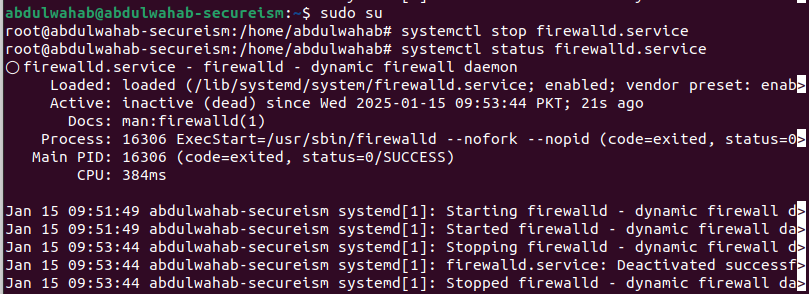 abdulwahab@abdulwahab-secureism:~$ sudo su
root@abdulwahab-secureism:/home/abdulwahab# systemctl stop firewalld.service
root@abdulwahab-secureism:/home/abdulwahab# systemctl status firewalld.service
○ firewalld.service - firewalld - dynamic firewall daemon
     Loaded: loaded (/lib/systemd/system/firewalld.service; enabled; vendor preset: enab>
     Active: inactive (dead) since Wed 2025-01-15 09:53:44 PKT; 21s ago
       Docs: man:firewalld(1)
    Process: 16306 ExecStart=/usr/sbin/firewalld --nofork --nopid (code=exited, status=0>
   Main PID: 16306 (code=exited, status=0/SUCCESS)
        CPU: 384ms

Jan 15 09:51:49 abdulwahab-secureism systemd[1]: Starting firewalld - dynamic firewall d>
Jan 15 09:51:49 abdulwahab-secureism systemd[1]: Started firewalld - dynamic firewall da>
Jan 15 09:53:44 abdulwahab-secureism systemd[1]: Stopping firewalld - dynamic firewall d>
Jan 15 09:53:44 abdulwahab-secureism systemd[1]: firewalld.service: Deactivated successf>
Jan 15 09:53:44 abdulwahab-secureism systemd[1]: Stopped firewalld - dynamic firewall da>